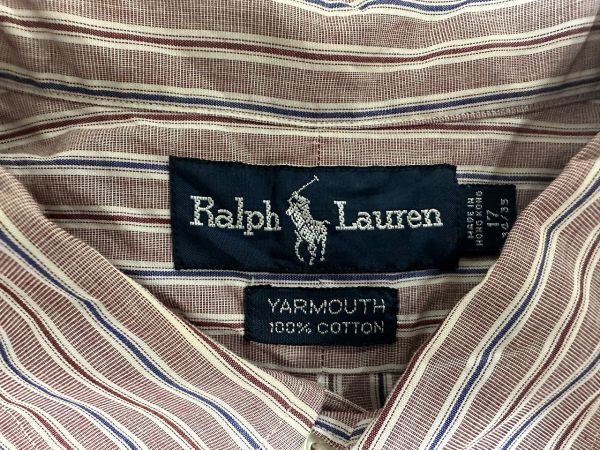 Ralph Lauren
MADE IN
HONG KONG
17
YARMOUTH
100% COTTON